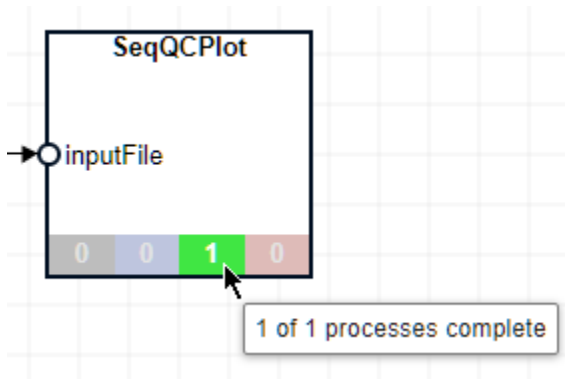 SeqQCPlot
inputFile
0 0 1 0
1 of 1 processes complete